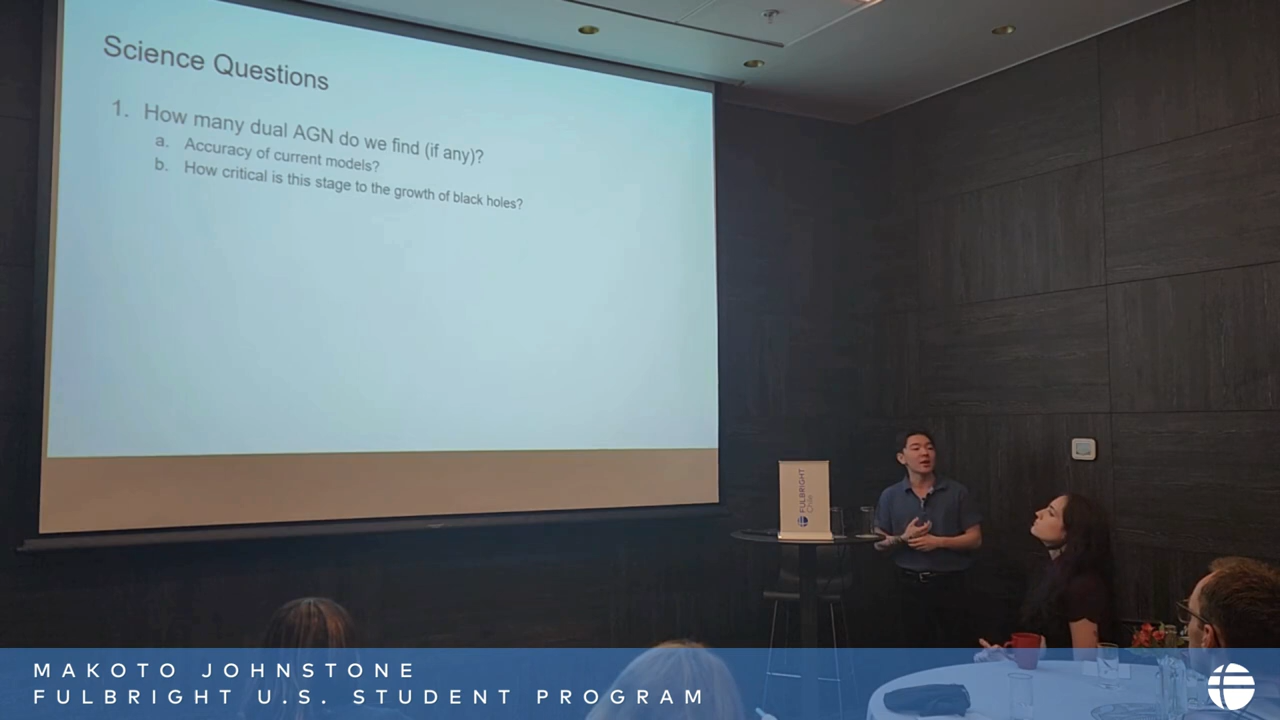 Science Questions
1. How many dual AGN do we find (if any)?
a. Accuracy of current models?
b. How critical is this stage to the growth of black holes?
FULBRIGHT
Chile
MAKOTO JOHNSTONE
FULBRIGHT U.S. STUDENT PROGRAM